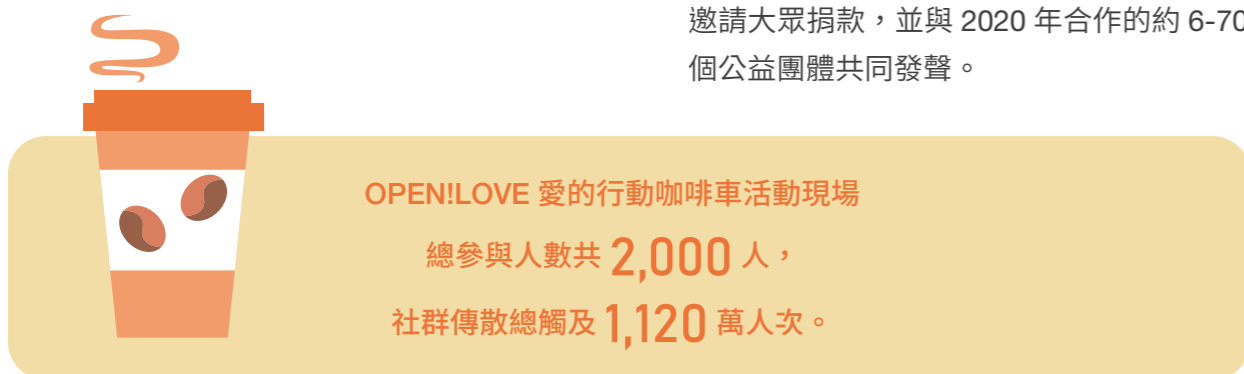 邀請大眾捐款，並與 2020 年合作的約 6-70
個公益團體共同發聲。
OPEN!LOVE 愛的行動咖啡車活動現場
總參與人數共 2,000 人，
社群傳散總觸及 1,120 萬人次。